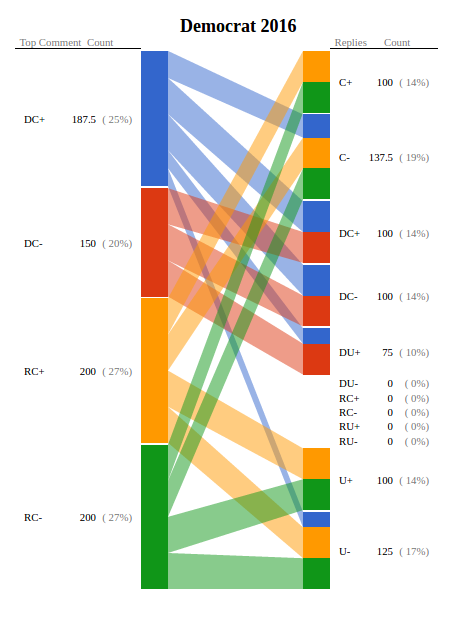 Democrat 2016
Top Comment Count Replies Count
C+ 100 ( 14%)
DC+ 187.5 ( 25%)
C- 137.5 ( 19%)
DC+ 100 ( 14%)
DC- 150 ( 20%)
DC- 100 ( 14%)
DU+ 75 ( 10%)
RC+ 200 ( 27%)
DU- 0 ( 0%)
RC+ 0 ( 0%)
RC- 0 ( 0%)
RU+ 0 ( 0%)
RU- 0 ( 0%)
U+ 100 ( 14%)
RC- 200 ( 27%)
U- 125 ( 17%)